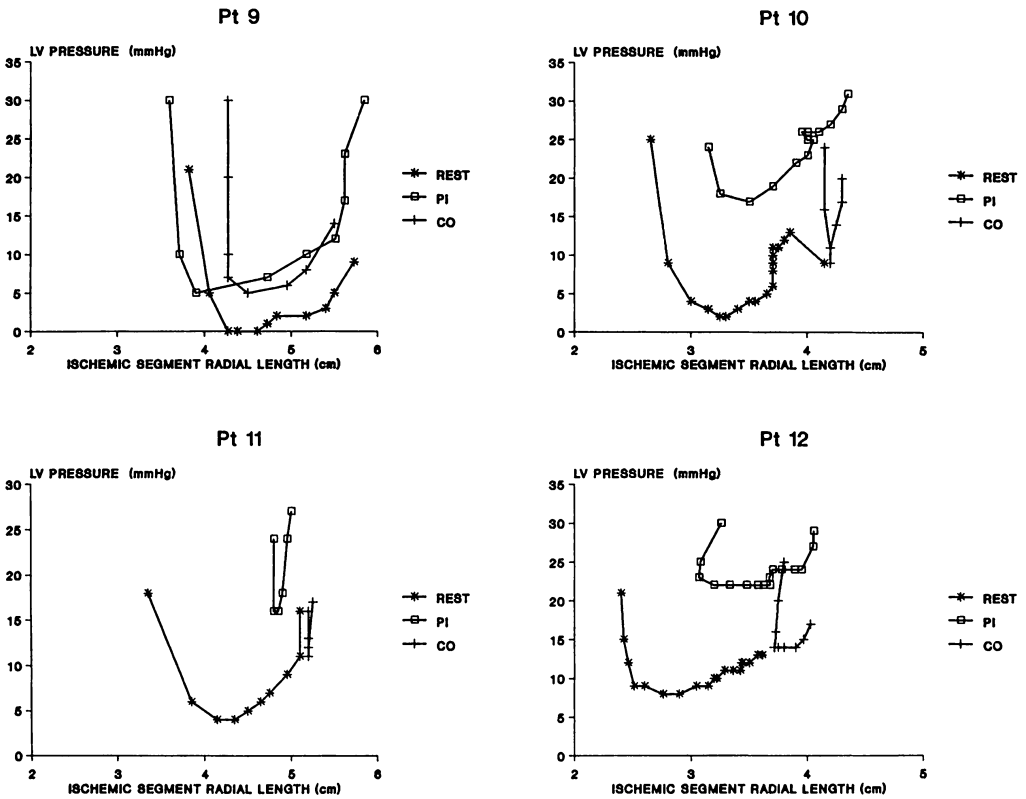 Pt 9
LV PRESSURE (mmHg)
35
30
25
20
15
10
5
0
2
3
4
5
6
ISCHEMIC SEGMENT RADIAL LENGTH (cm)
REST
PI
CO
Pt 10
LV PRESSURE (mmHg)
35
30
25
20
15
10
5
0
2
3
4
5
ISCHEMIC SEGMENT RADIAL LENGTH (cm)
REST
PI
CO
Pt 11
LV PRESSURE (mmHg)
30
25
20
15
10
5
0
2
3
4
5
6
ISCHEMIC SEGMENT RADIAL LENGTH (cm)
REST
PI
CO
Pt 12
LV PRESSURE (mmHg)
35
30
25
20
15
10
5
0
2
3
4
5
ISCHEMIC SEGMENT RADIAL LENGTH (cm)
REST
PI
CO